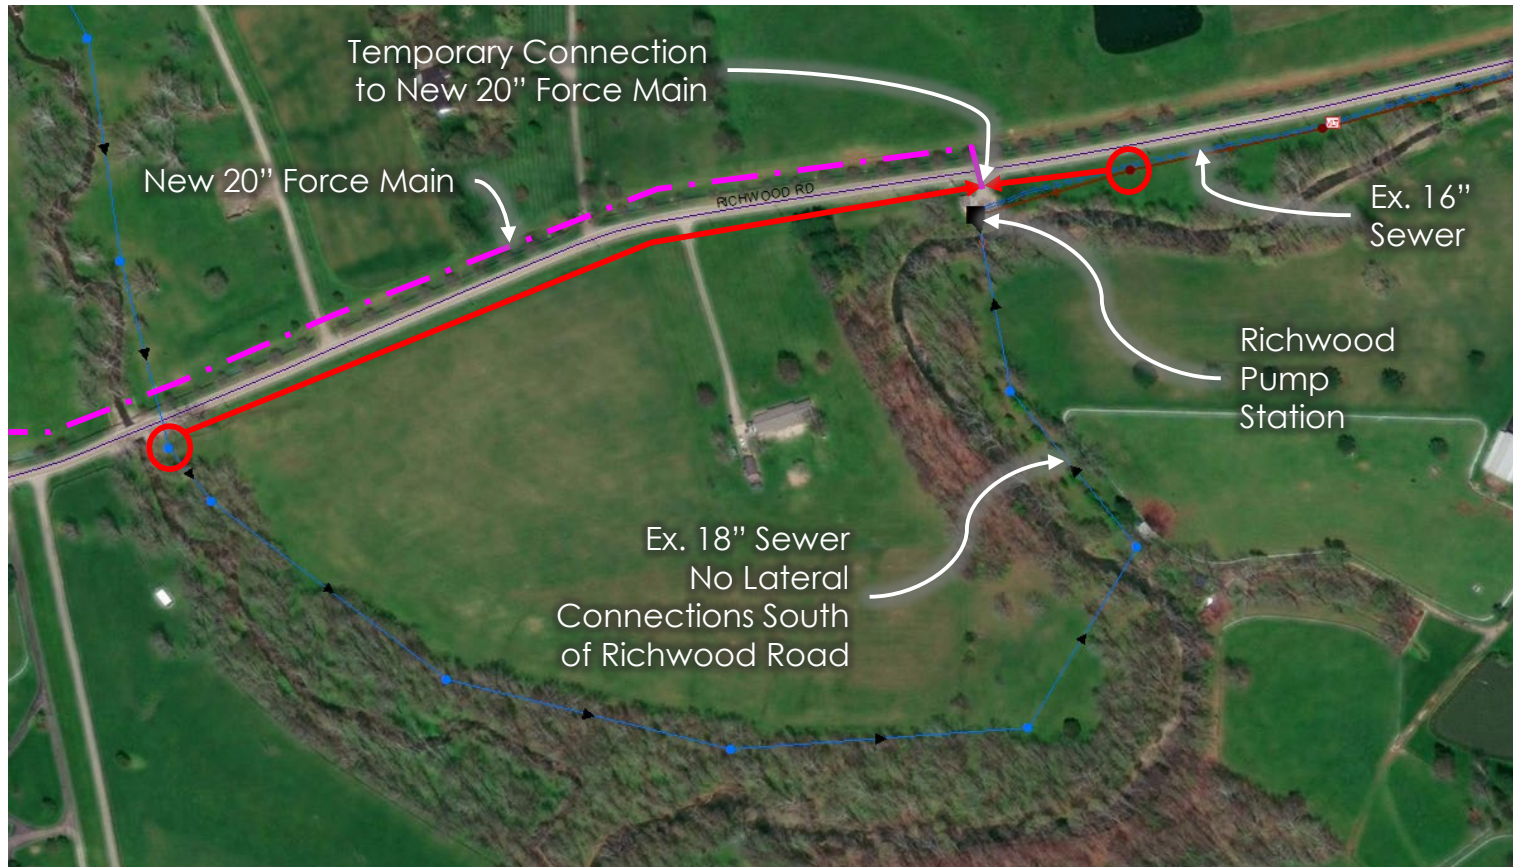 Temporary Connection
to New 20” Force Main
New 20” Force Main
RICHWOOD RD
Ex. 16”
Sewer
Richwood
Pump
Station
Ex. 18” Sewer
No Lateral
Connections South
of Richwood Road